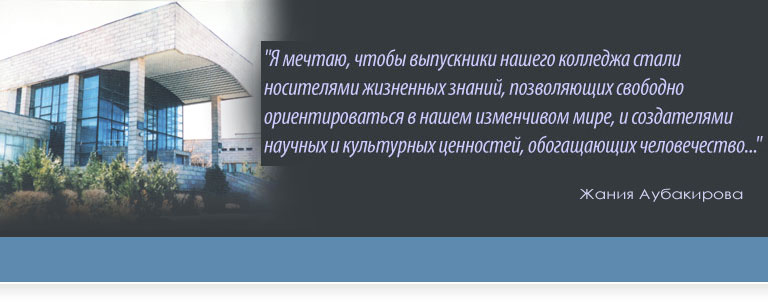 "Я мечтаю, чтобы выпускники нашего колледжа стали
носителями жизненных знаний, позволяющих свободно
ориентироваться в нашем изменчивом мире, и создателями
научных и культурных ценностей, обогащающих человечество..."
Жания Аубакирова